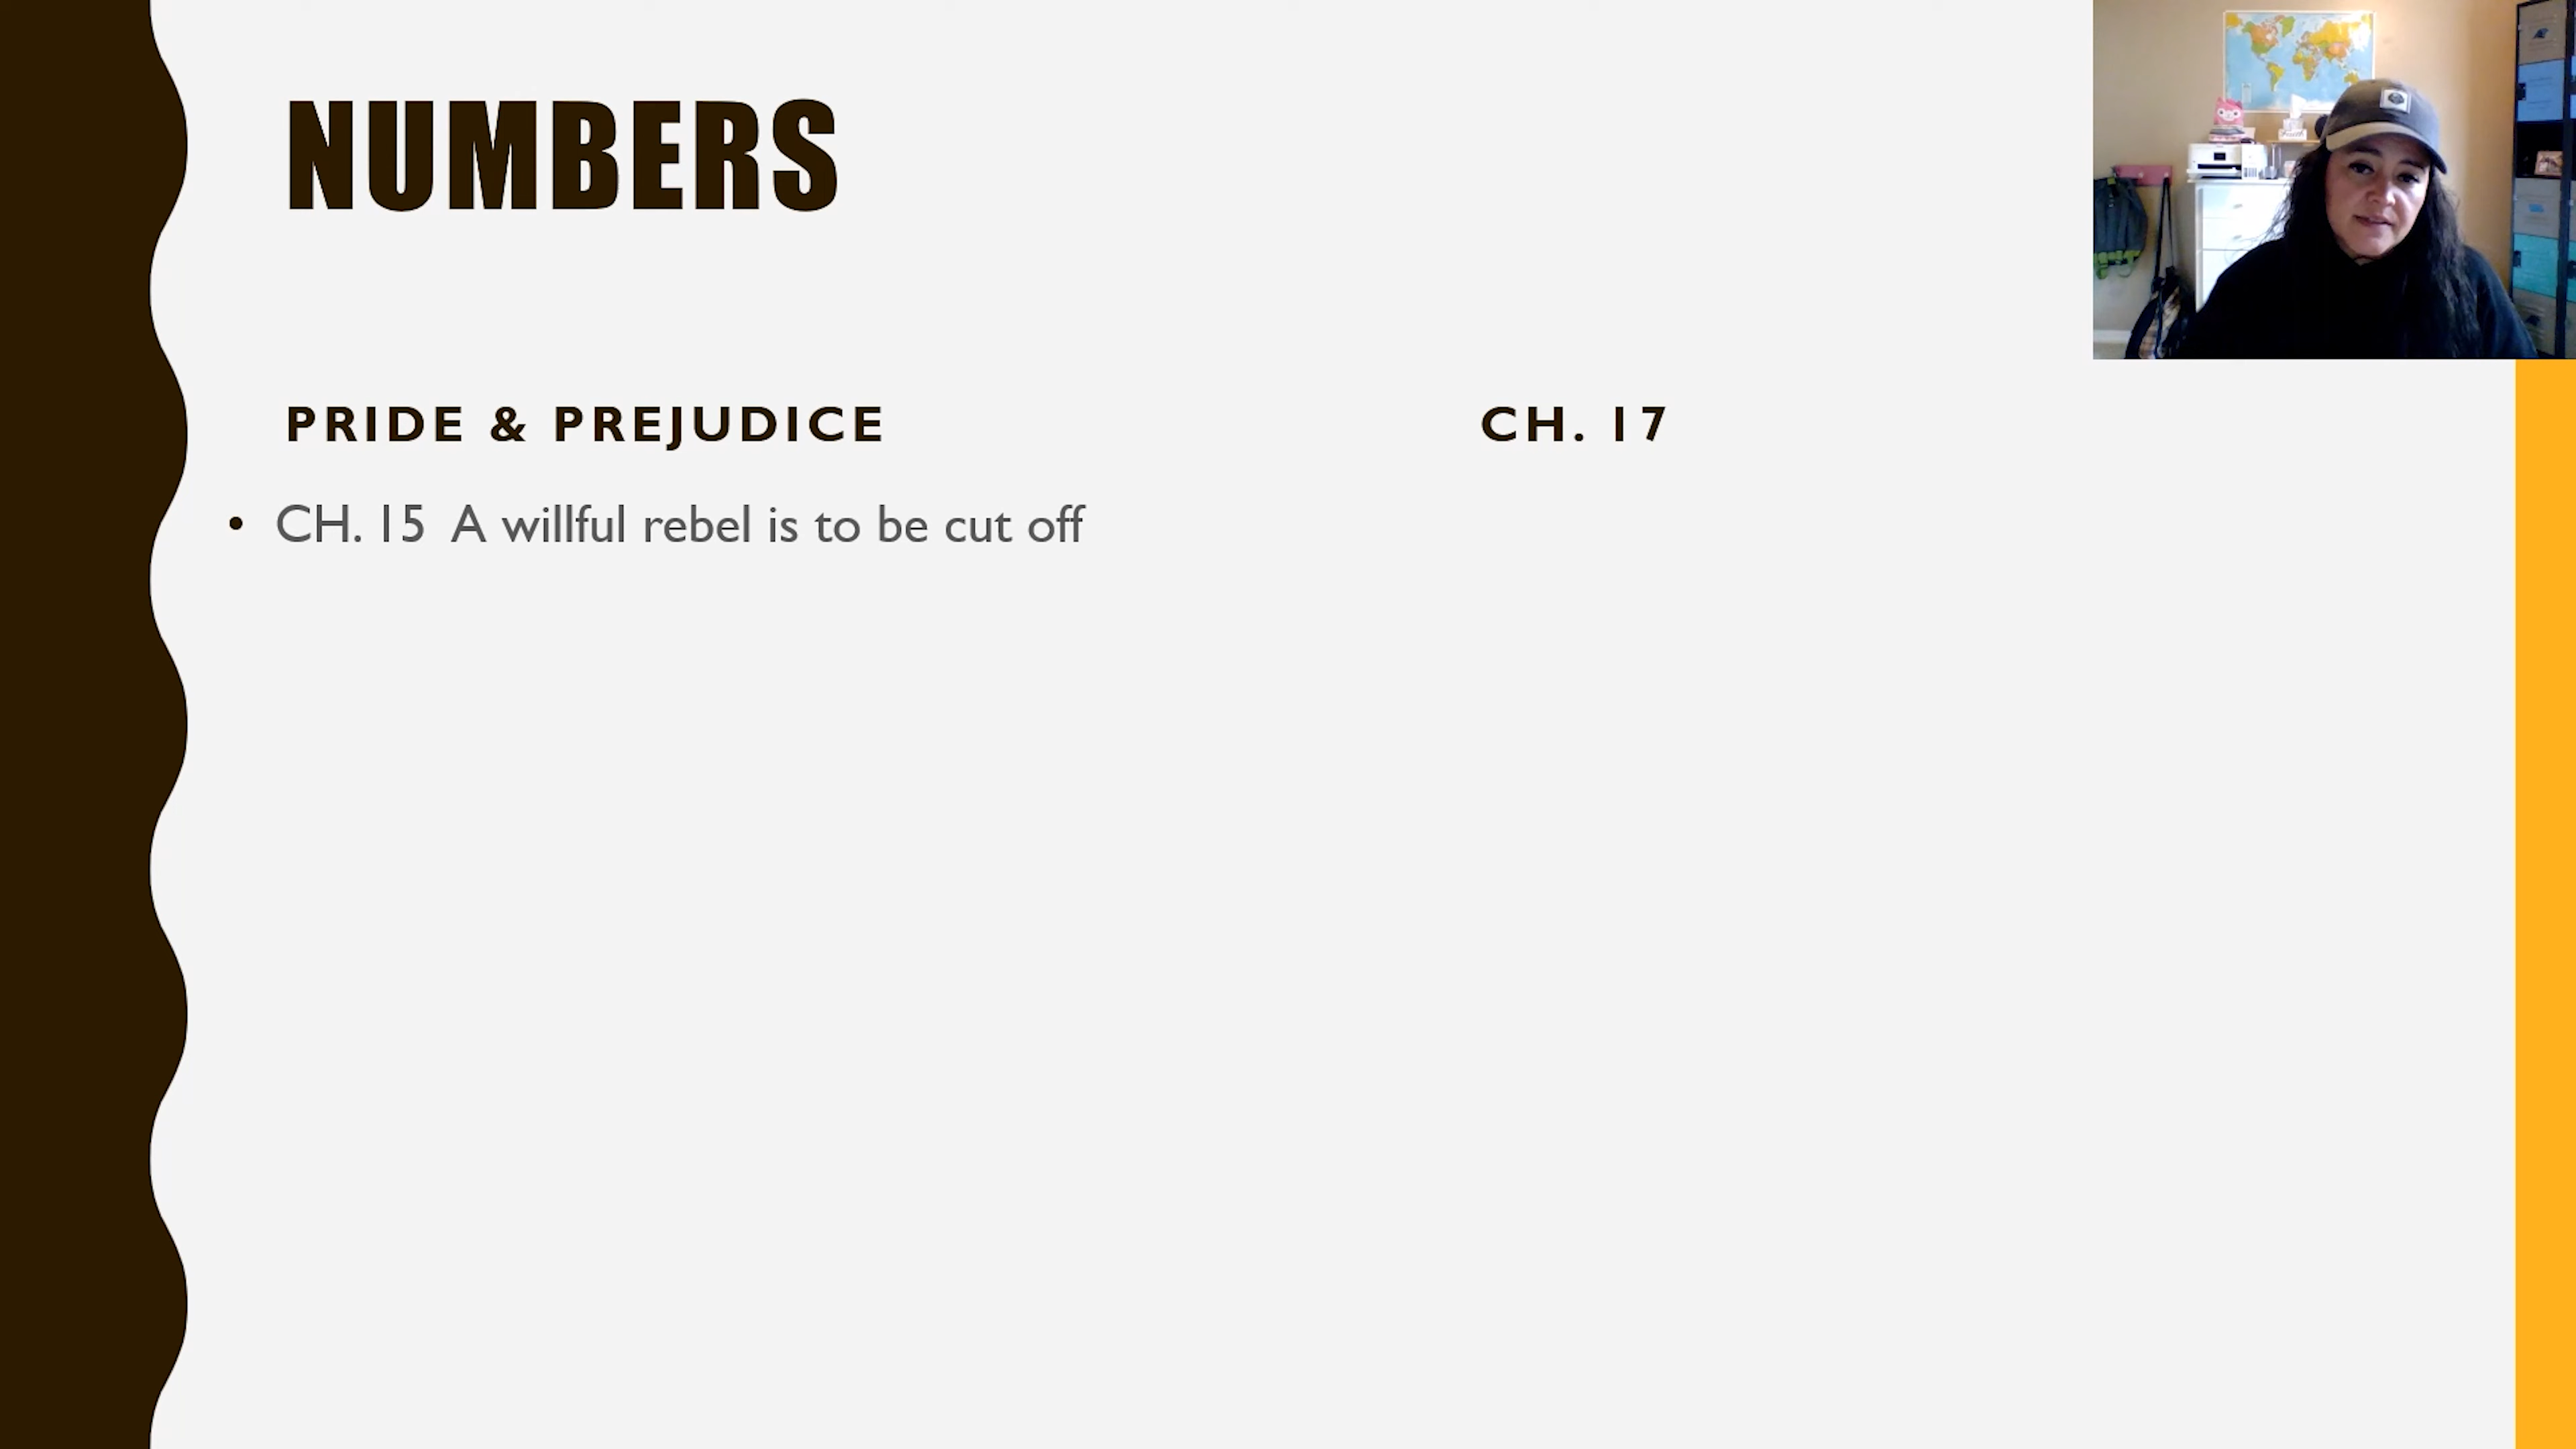 NUMBERS
PRIDE & PREJUDICE
CH. 17
• CH. 15 A willful rebel is to be cut off